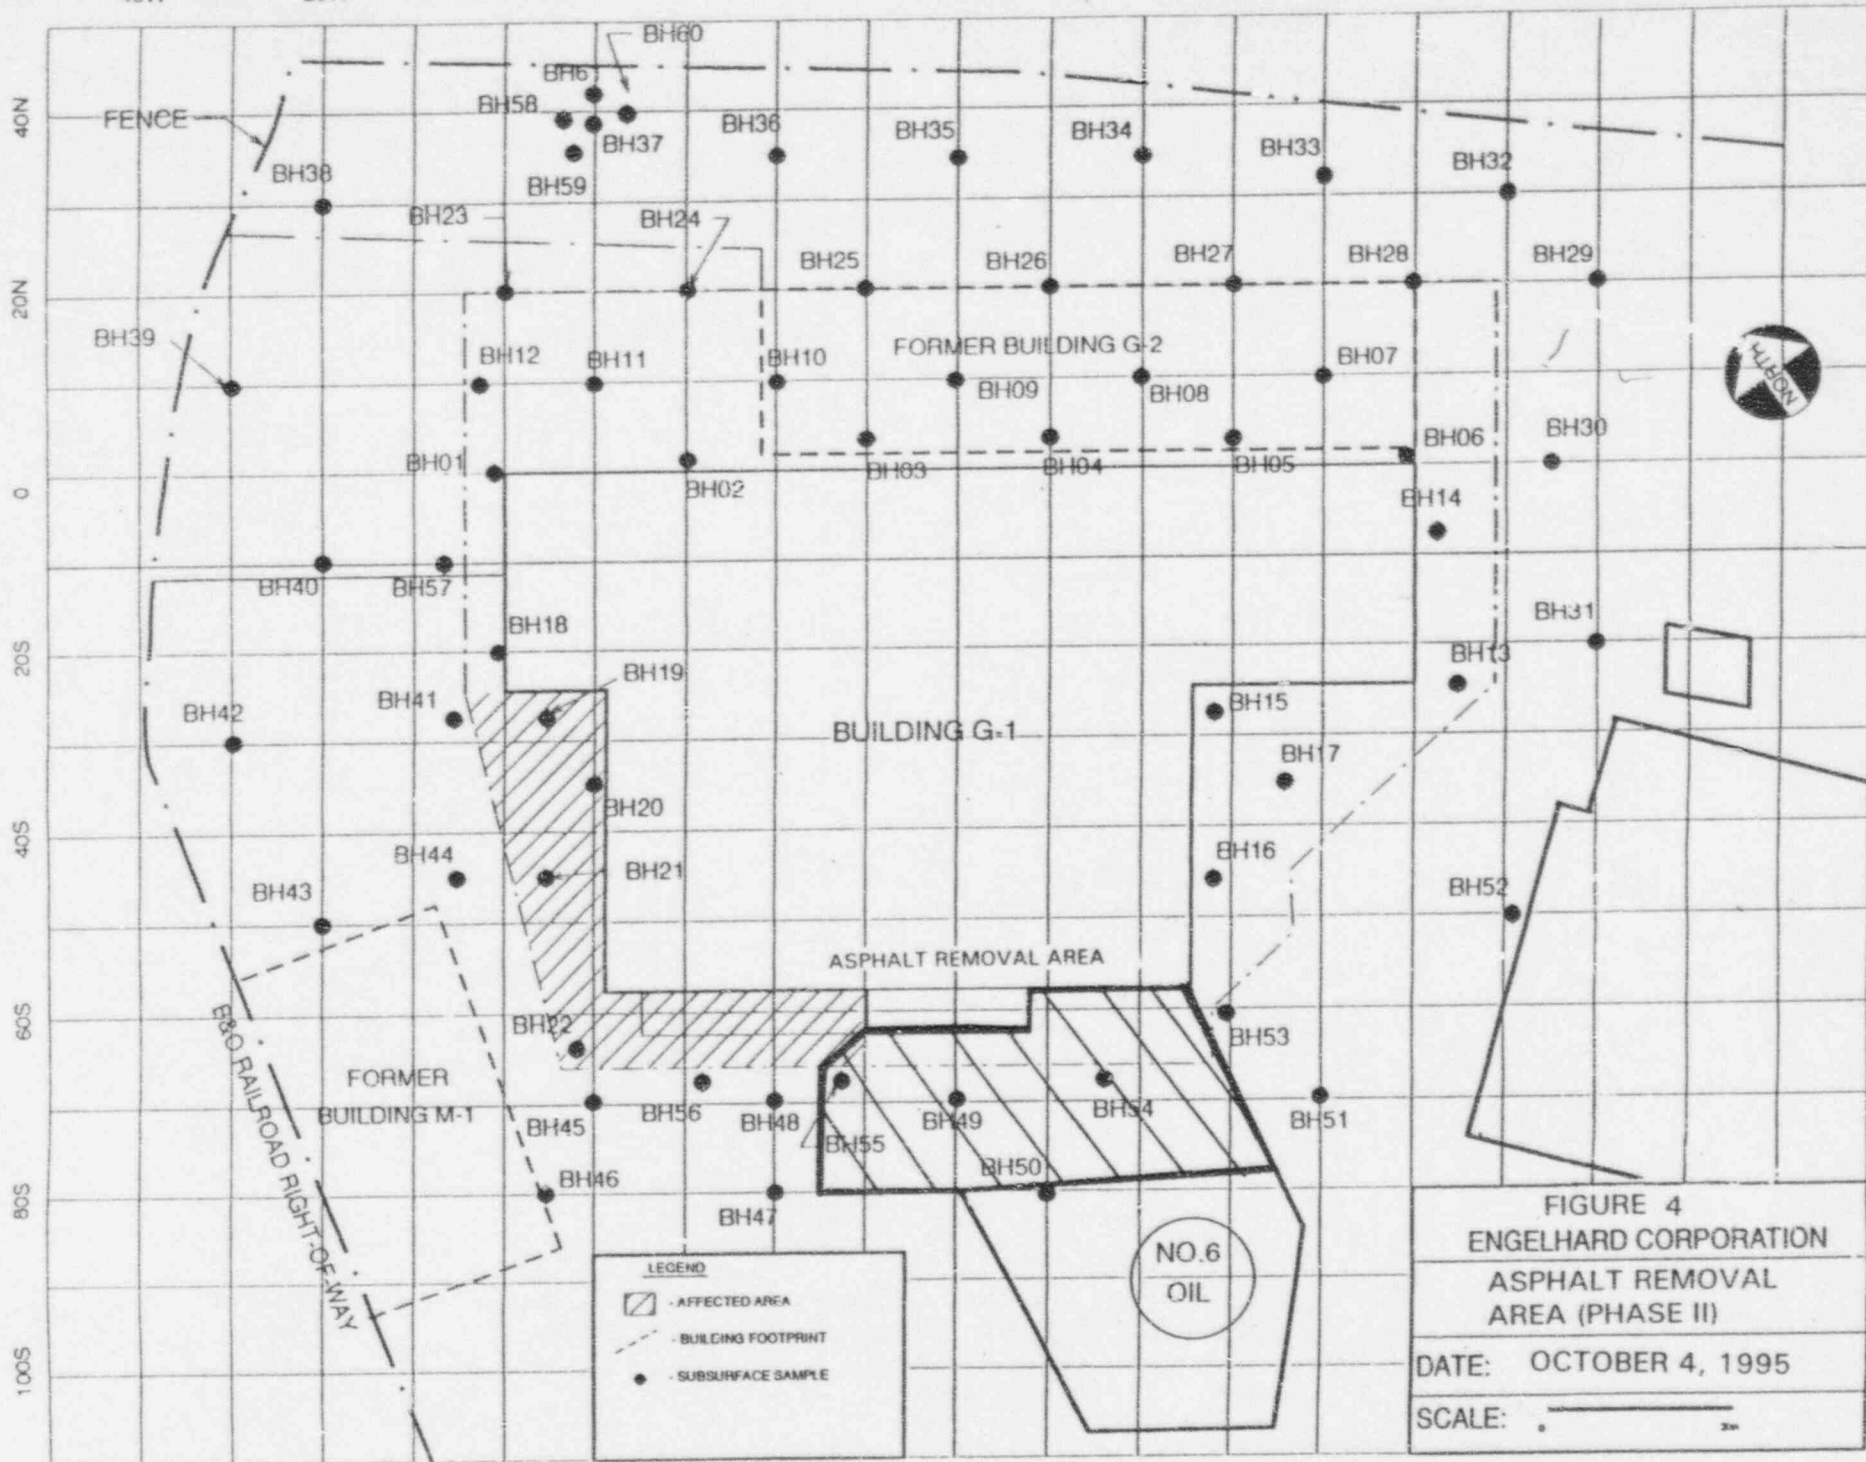 BH60
BH6
BH58
40N
FENCE
BH37
BH36
BH35
BH34
BH33
BH32
BH38
BH59
BH23
BH24
BH25
BH26
BH27
BH28
BH29
20N
BH39
BH12
BH11
BH10
FORMER BUILDING G-2
BH07
BH09
BH08
NORTH
BH01
BH02
BH03
BH04
BH05
BH06
BH30
0
BH14
BH40
BH57
BH18
BH31
BH13
20S
BH19
BH42
BH41
BUILDING G-1
BH15
BH17
BH20
40S
BH44
BH21
BH16
BH43
BH52
ASPHALT REMOVAL AREA
60S
BH22
BH53
B&O RAILROAD RIGHT-OF-WAY
FORMER
BUILDING M-1
BH45
BH56
BH48
BH55
BH49
BH54
BH51
BH50
80S
BH46
BH47
NO.6
OIL
LEGEND
- AFFECTED AREA
- BUILDING FOOTPRINT
- SUBSURFACE SAMPLE
100S
FIGURE 4
ENGELHARD CORPORATION
ASPHALT REMOVAL
AREA (PHASE II)
DATE: OCTOBER 4, 1995
SCALE:
0